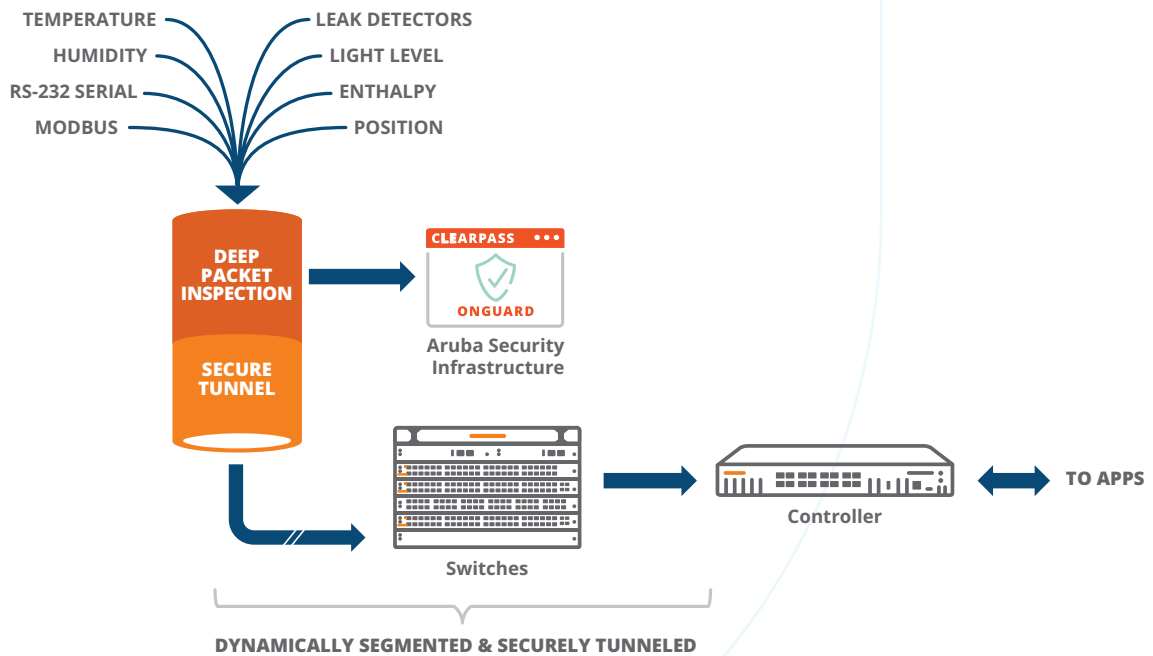 TEMPERATURE
HUMIDITY
RS-232 SERIAL
MODBUS
LEAK DETECTORS
LIGHT LEVEL
ENTHALPY
POSITION
DEEP
PACKET
INSPECTION
SECURE
TUNNEL
CLEARPASS
ONGUARD
Aruba Security
Infrastructure
Switches
Controller
TO APPS
DYNAMICALLY SEGMENTED & SECURELY TUNNELED